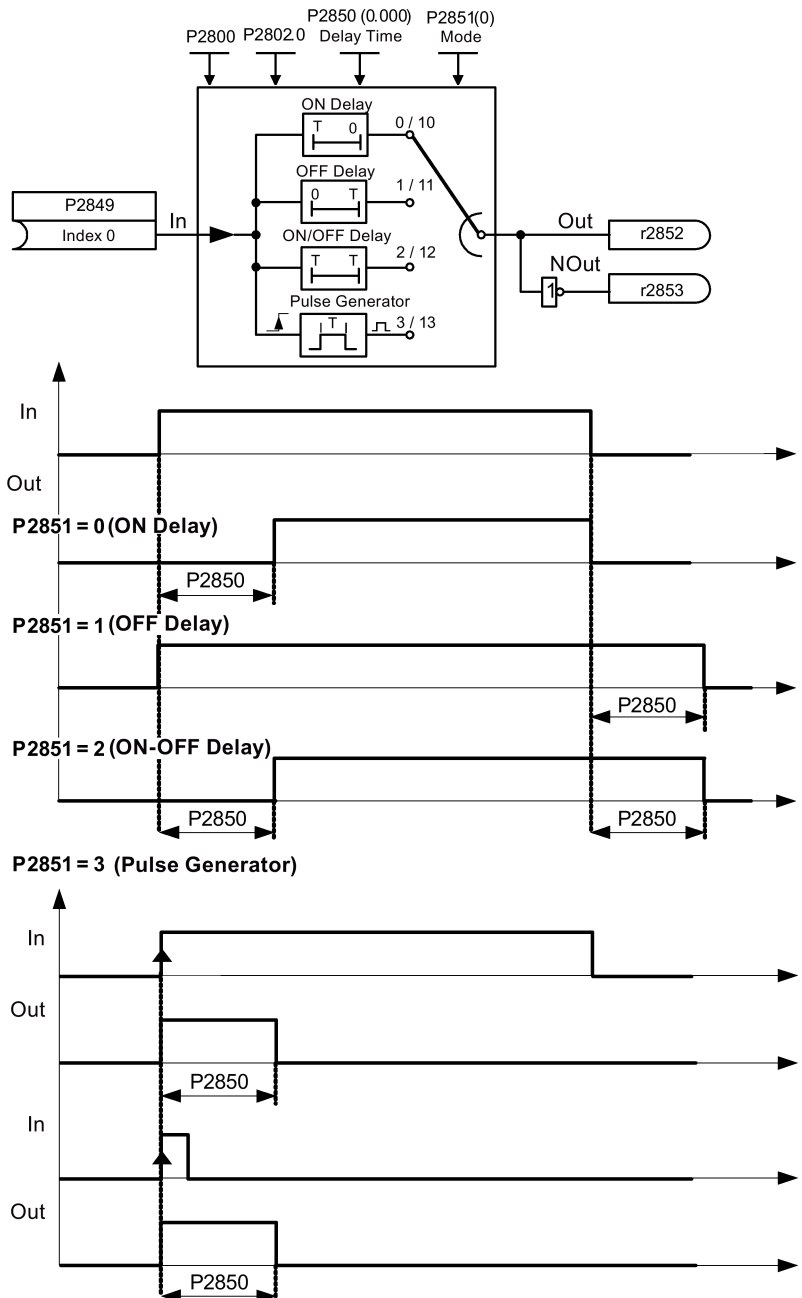 P2800 P2802.0 P2850 (0.000) P2851(0)
Delay Time Mode
ON Delay
T 0 0 / 10
OFF Delay
0 T 1 / 11
P2849
Index 0
In
ON/OFF Delay
T T 2 / 12
Pulse Generator
T 3 / 13
Out
r2852
NOut
1
r2853
In
Out
P2851 = 0 (ON Delay)
P2850
P2851 = 1 (OFF Delay)
P2850
P2851 = 2 (ON-OFF Delay)
P2850 P2850
P2851 = 3 (Pulse Generator)
In
Out
P2850
In
Out
P2850